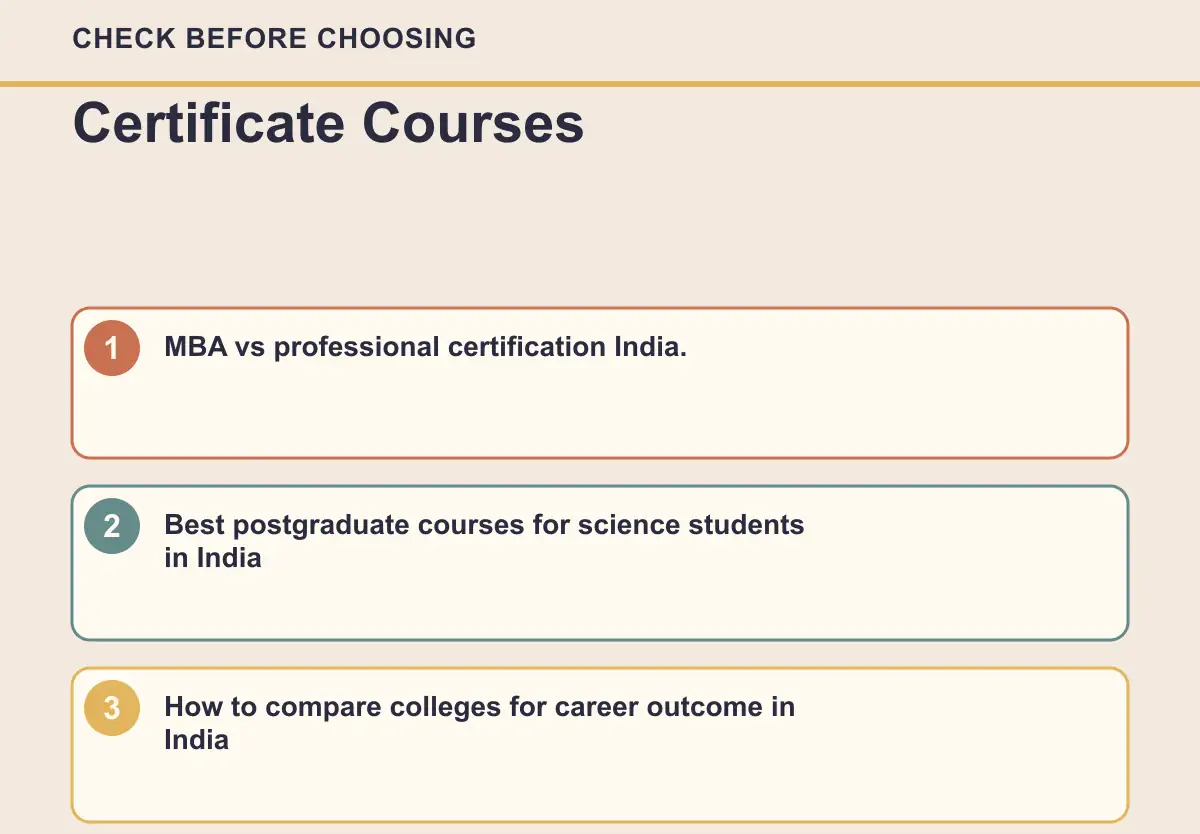 CHECK BEFORE CHOOSING
Certificate Courses
1
MBA vs professional certification India.
2
Best postgraduate courses for science students
in India
3
How to compare colleges for career outcome in
India